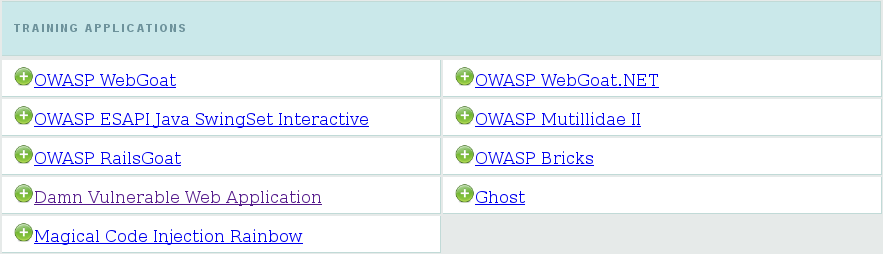 TRAINING APPLICATIONS
OWASP WebGoat
OWASP WebGoat.NET
OWASP ESAPI Java SwingSet Interactive
OWASP Mutillidae II
OWASP RailsGoat
OWASP Bricks
Damn Vulnerable Web Application
Ghost
Magical Code Injection Rainbow